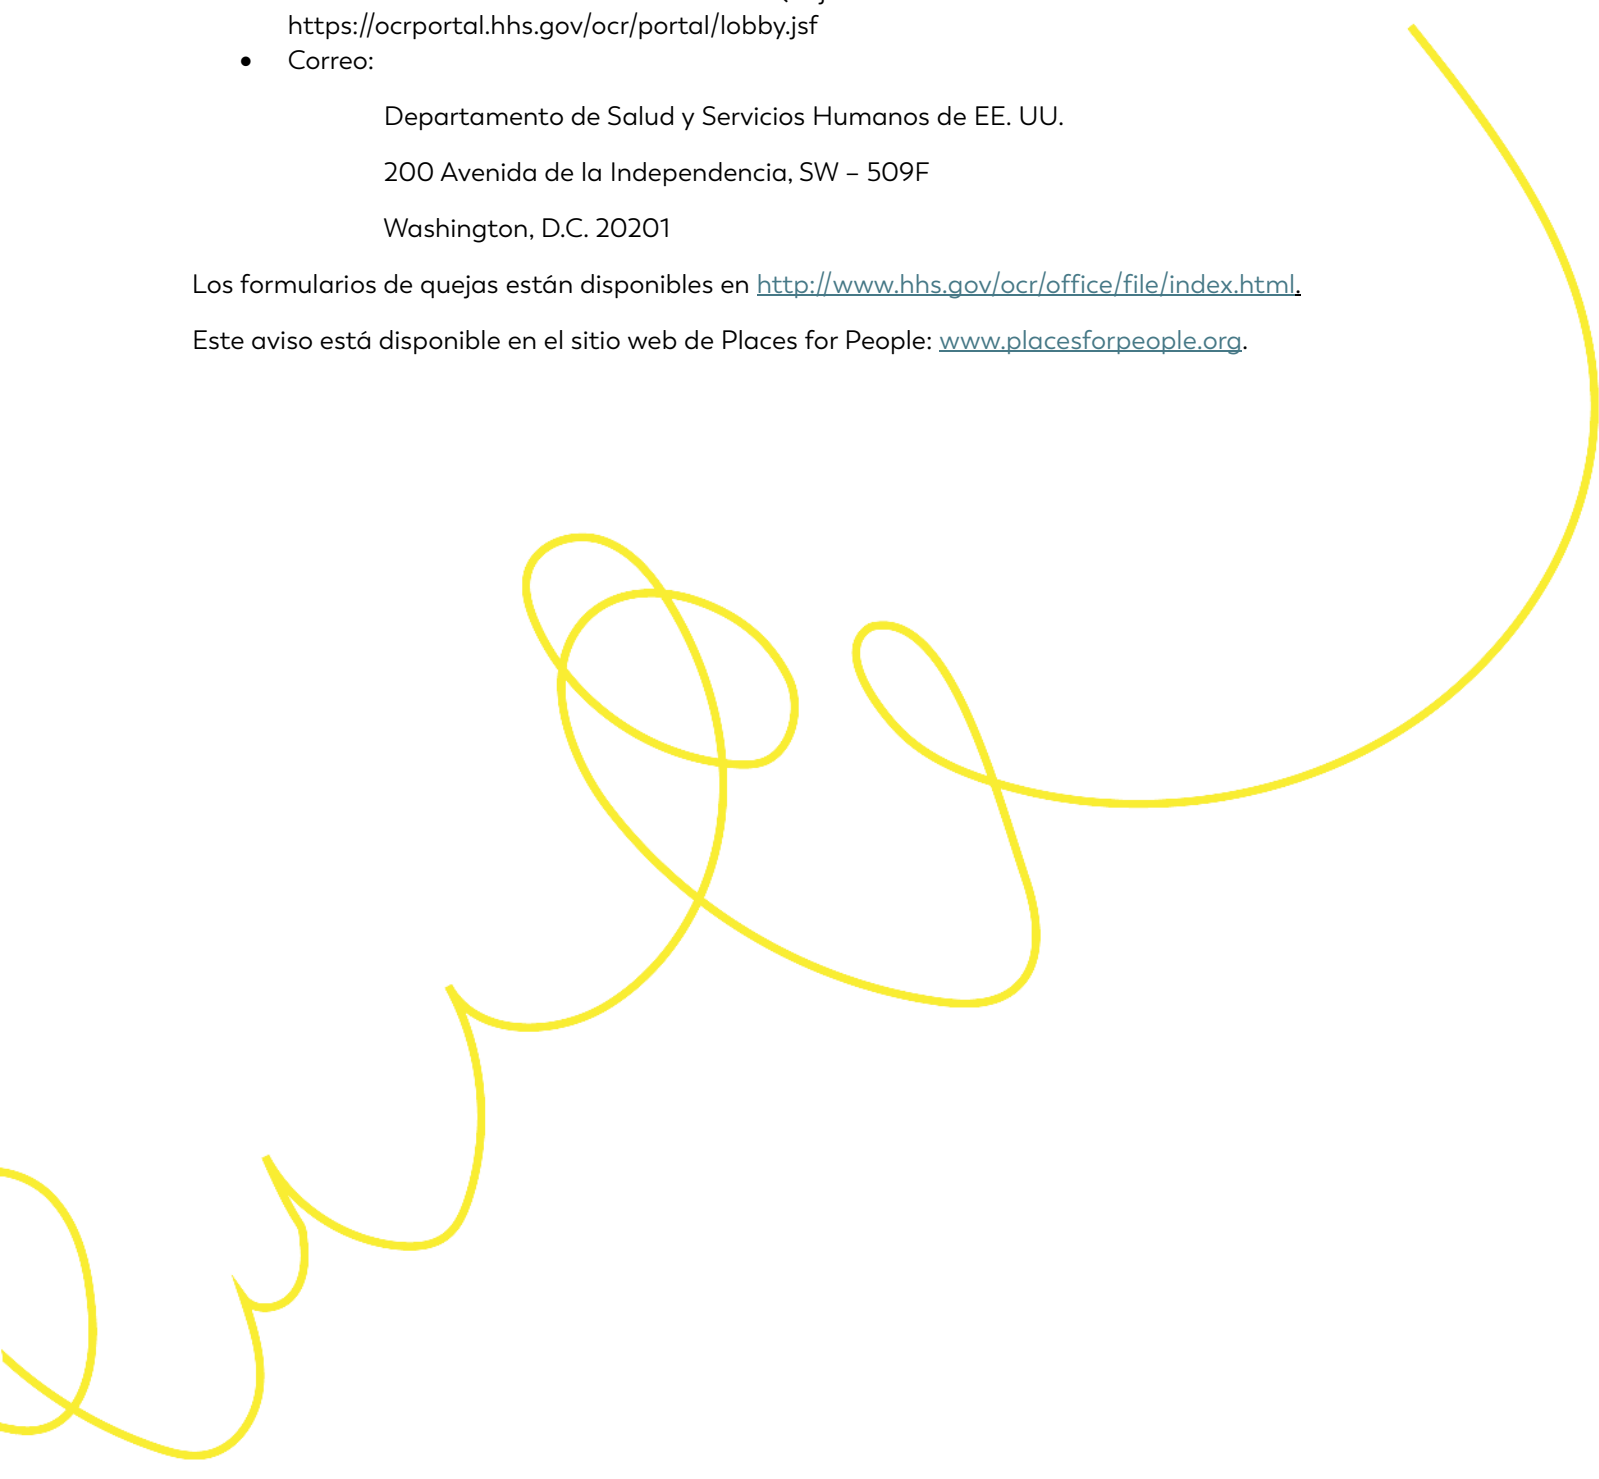 https://ocrportal.hhs.gov/ocr/portal/lobby.jsf
• Correo:
Departamento de Salud y Servicios Humanos de EE. UU.
200 Avenida de la Independencia, SW – 509F
Washington, D.C. 20201
Los formularios de quejas están disponibles en http://www.hhs.gov/ocr/office/file/index.html.
Este aviso está disponible en el sitio web de Places for People: www.placesforpeople.org.